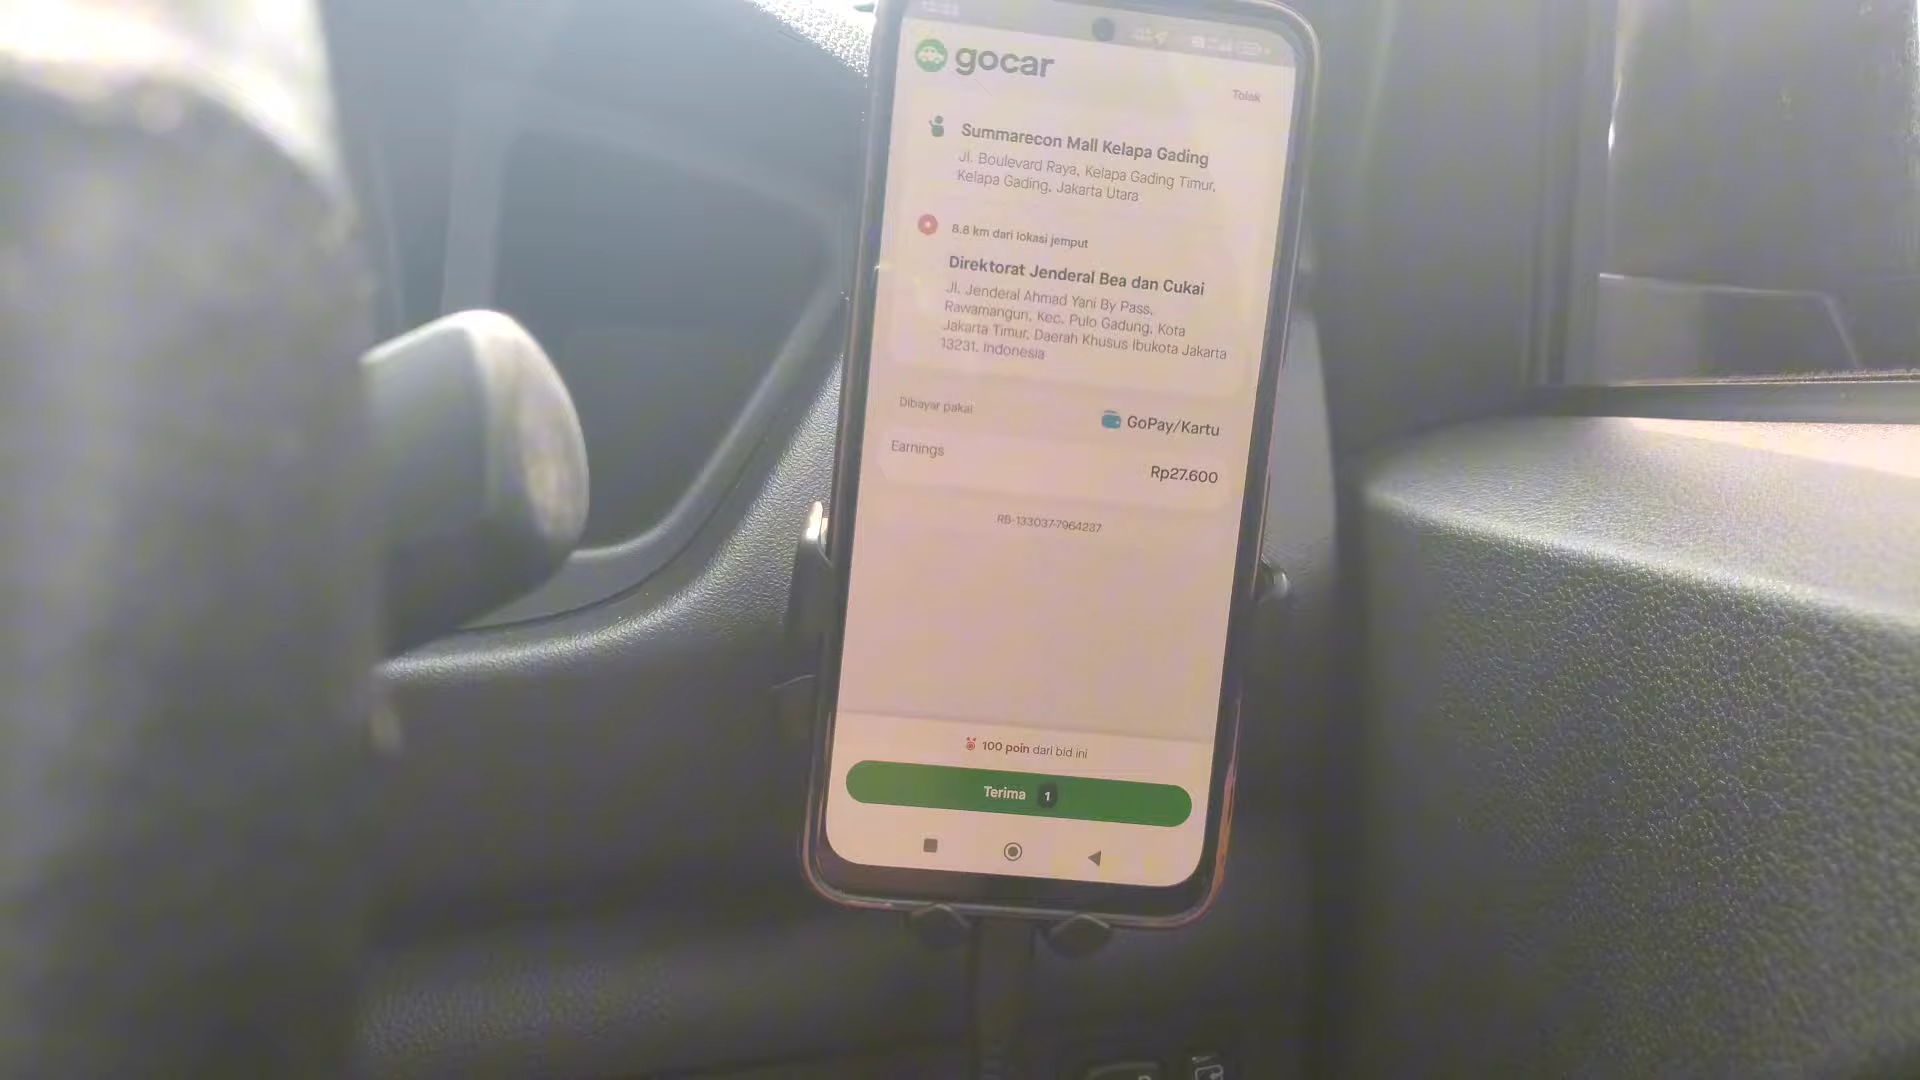 gocar
Tolak
Summarecon Mall Kelapa Gading
Jl. Boulevard Raya, Kelapa Gading Timur,
Kelapa Gading, Jakarta Utara
8.8 km dari lokasi jemput
Direktorat Jenderal Bea dan Cukai
Jl. Jenderal Ahmad Yani By Pass,
Rawamangun, Kec. Pulo Gadung, Kota
Jakarta Timur, Daerah Khusus Ibukota Jakarta
13231, Indonesia
Dibayar pakai
GoPay/Kartu
Earnings
Rp27.600
RB-133037-7964237
100 poin dari bid ini
Terima 1